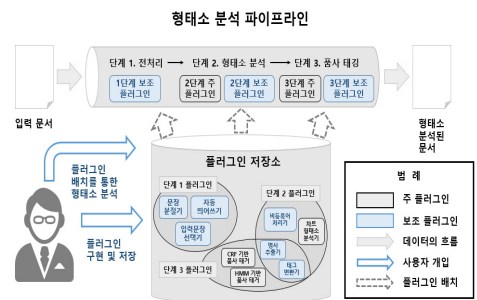 형태소 분석 파이프라인
단계 1. 전처리
단계 2. 형태소 분석
단계 3. 품사 태깅
1단계 보조
플러그인
2단계 주
플러그인
2단계 보조
플러그인
3단계 주
플러그인
3단계 보조
플러그인
입력 문서
형태소
분석된
문서
플러그인
배치를 통한
형태소 분석
플러그인
구현 및 저장
플러그인 저장소
단계 1 플러그인
문장
분절기
자동
띄어쓰기
입력문장
선택기
단계 2 플러그인
비등록어
처리기
차트
형태소
분석기
명사
추출기
태그
변환기
단계 3 플러그인
CRF 기반
품사 태거
HMM 기반
품사 태거
범 례
주 플러그인
보조 플러그인
데이터의 흐름
사용자 개입
플러그인 배치